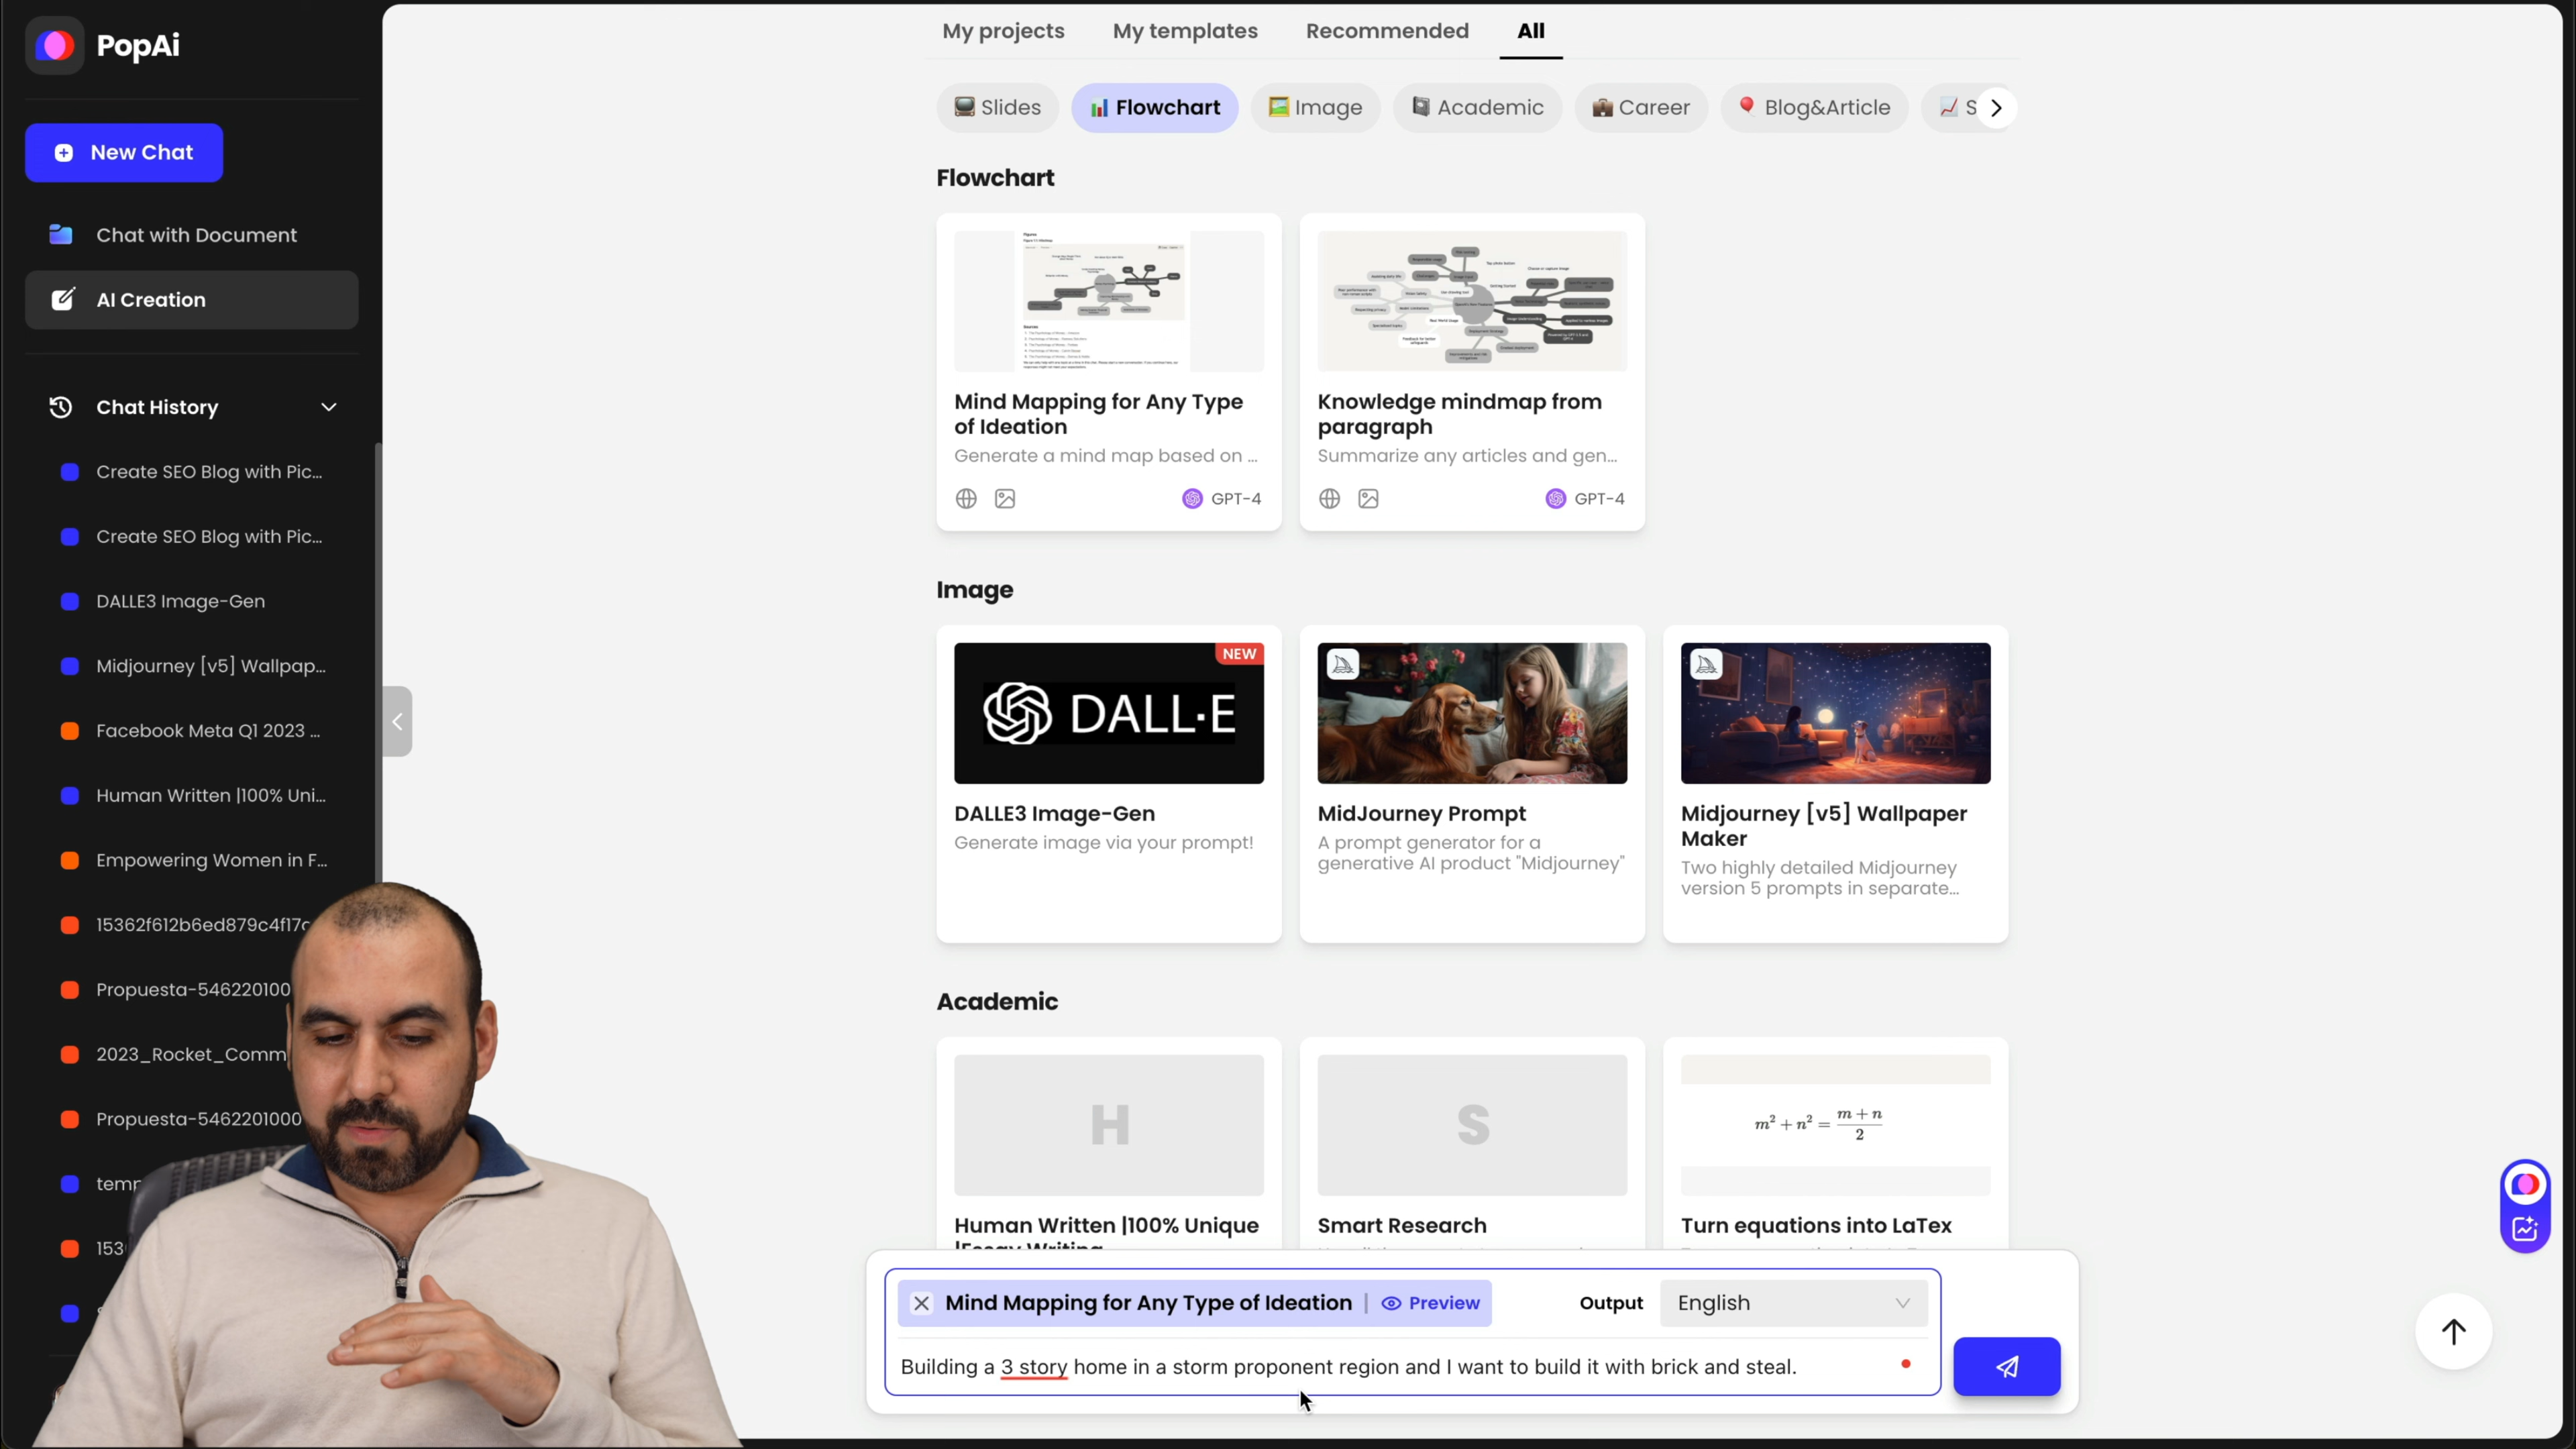 PopAi
New Chat
Chat with Document
AI Creation
Chat History
Create SEO Blog with Pic...
Create SEO Blog with Pic...
DALLE3 Image-Gen
Midjourney [v5] Wallpap...
Facebook Meta Q1 2023 ...
Human Written |100% Uni...
Empowering Women in F...
15362f612b6ed879c4f17c
Propuesta-546220100
2023_Rocket_Comm
Propuesta-5462201000
temp
153
My projects My templates Recommended All
Slides Flowchart Image Academic Career Blog&Article S
Flowchart
Mind Mapping for Any Type of Ideation
Generate a mind map based on ...
GPT-4
Knowledge mindmap from paragraph
Summarize any articles and gen...
GPT-4
Image
NEW
DALL·E
DALLE3 Image-Gen
Generate image via your prompt!
MidJourney Prompt
A prompt generator for a
generative AI product "Midjourney"
Midjourney [v5] Wallpaper
Maker
Two highly detailed Midjourney
version 5 prompts in separate...
Academic
H
Human Written |100% Unique
|Essay Writing
S
Smart Research
m² + n² = (m + n)/2
Turn equations into LaTex
Mind Mapping for Any Type of Ideation | Preview Output English
Building a 3 story home in a storm proponent region and I want to build it with brick and steal.